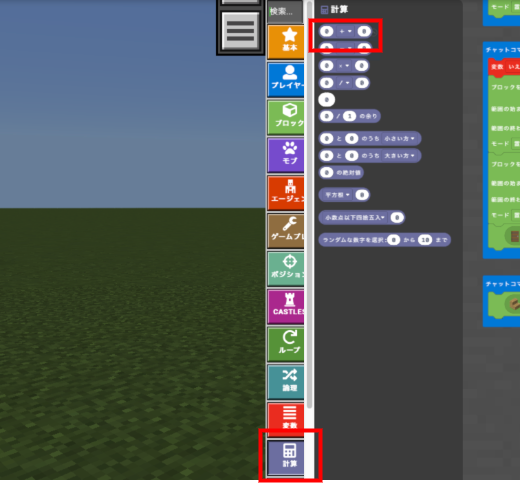 検索...
基本
プレイヤー
ブロック
モブ
エージェン
ゲームプレ
ポジション
CASTLES
ループ
論理
変数
計算
計算
0 + 0
0 - 0
0 × 0
0 / 0
0
0 / 1 の余り
0 と 0 のうち 小さい方
0 と 0 のうち 大きい方
0 の絶対値
平方根 0
小数点以下四捨五入 0
ランダムな数字を選択: 0 から 10 まで
モード 置
チャットコマ
変数 いえ
ブロックを
範囲の始点
範囲の終点
モード 置
ブロックを
範囲の始点
範囲の終点
モード 置
チャットコマ